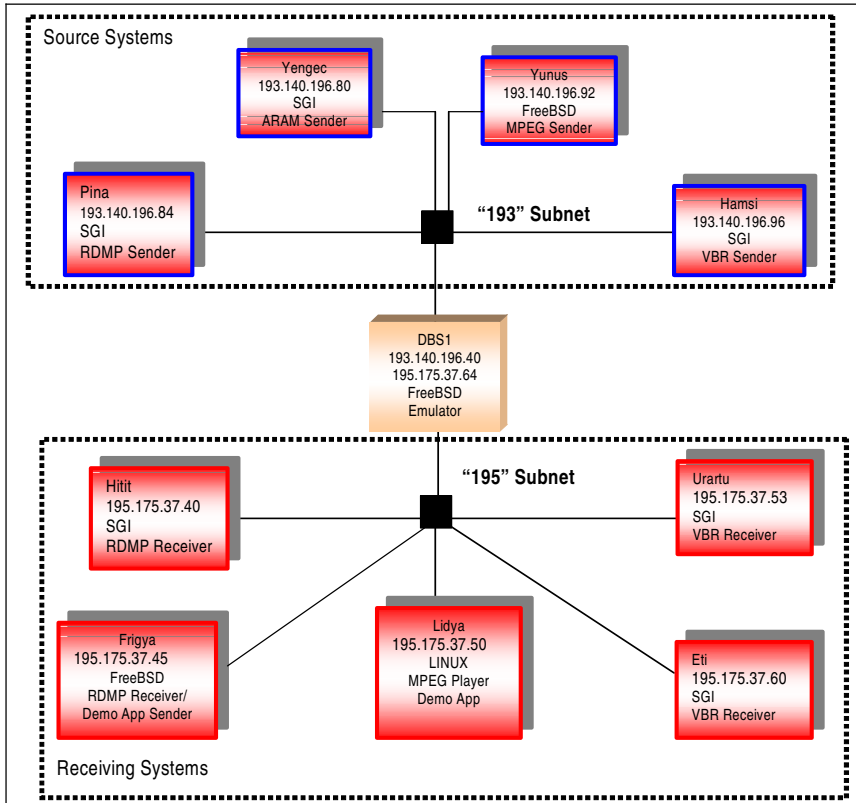 Source Systems
Yengec
193.140.196.80
SGI
ARAM Sender
Yunus
193.140.196.92
FreeBSD
MPEG Sender
Pina
193.140.196.84
SGI
RDMP Sender
“193” Subnet
Hamsi
193.140.196.96
SGI
VBR Sender
DBS1
193.140.196.40
195.175.37.64
FreeBSD
Emulator
“195” Subnet
Hitit
195.175.37.40
SGI
RDMP Receiver
Urartu
195.175.37.53
SGI
VBR Receiver
Frigya
195.175.37.45
FreeBSD
RDMP Receiver/
Demo App Sender
Lidya
195.175.37.50
LINUX
MPEG Player
Demo App
Eti
195.175.37.60
SGI
VBR Receiver
Receiving Systems